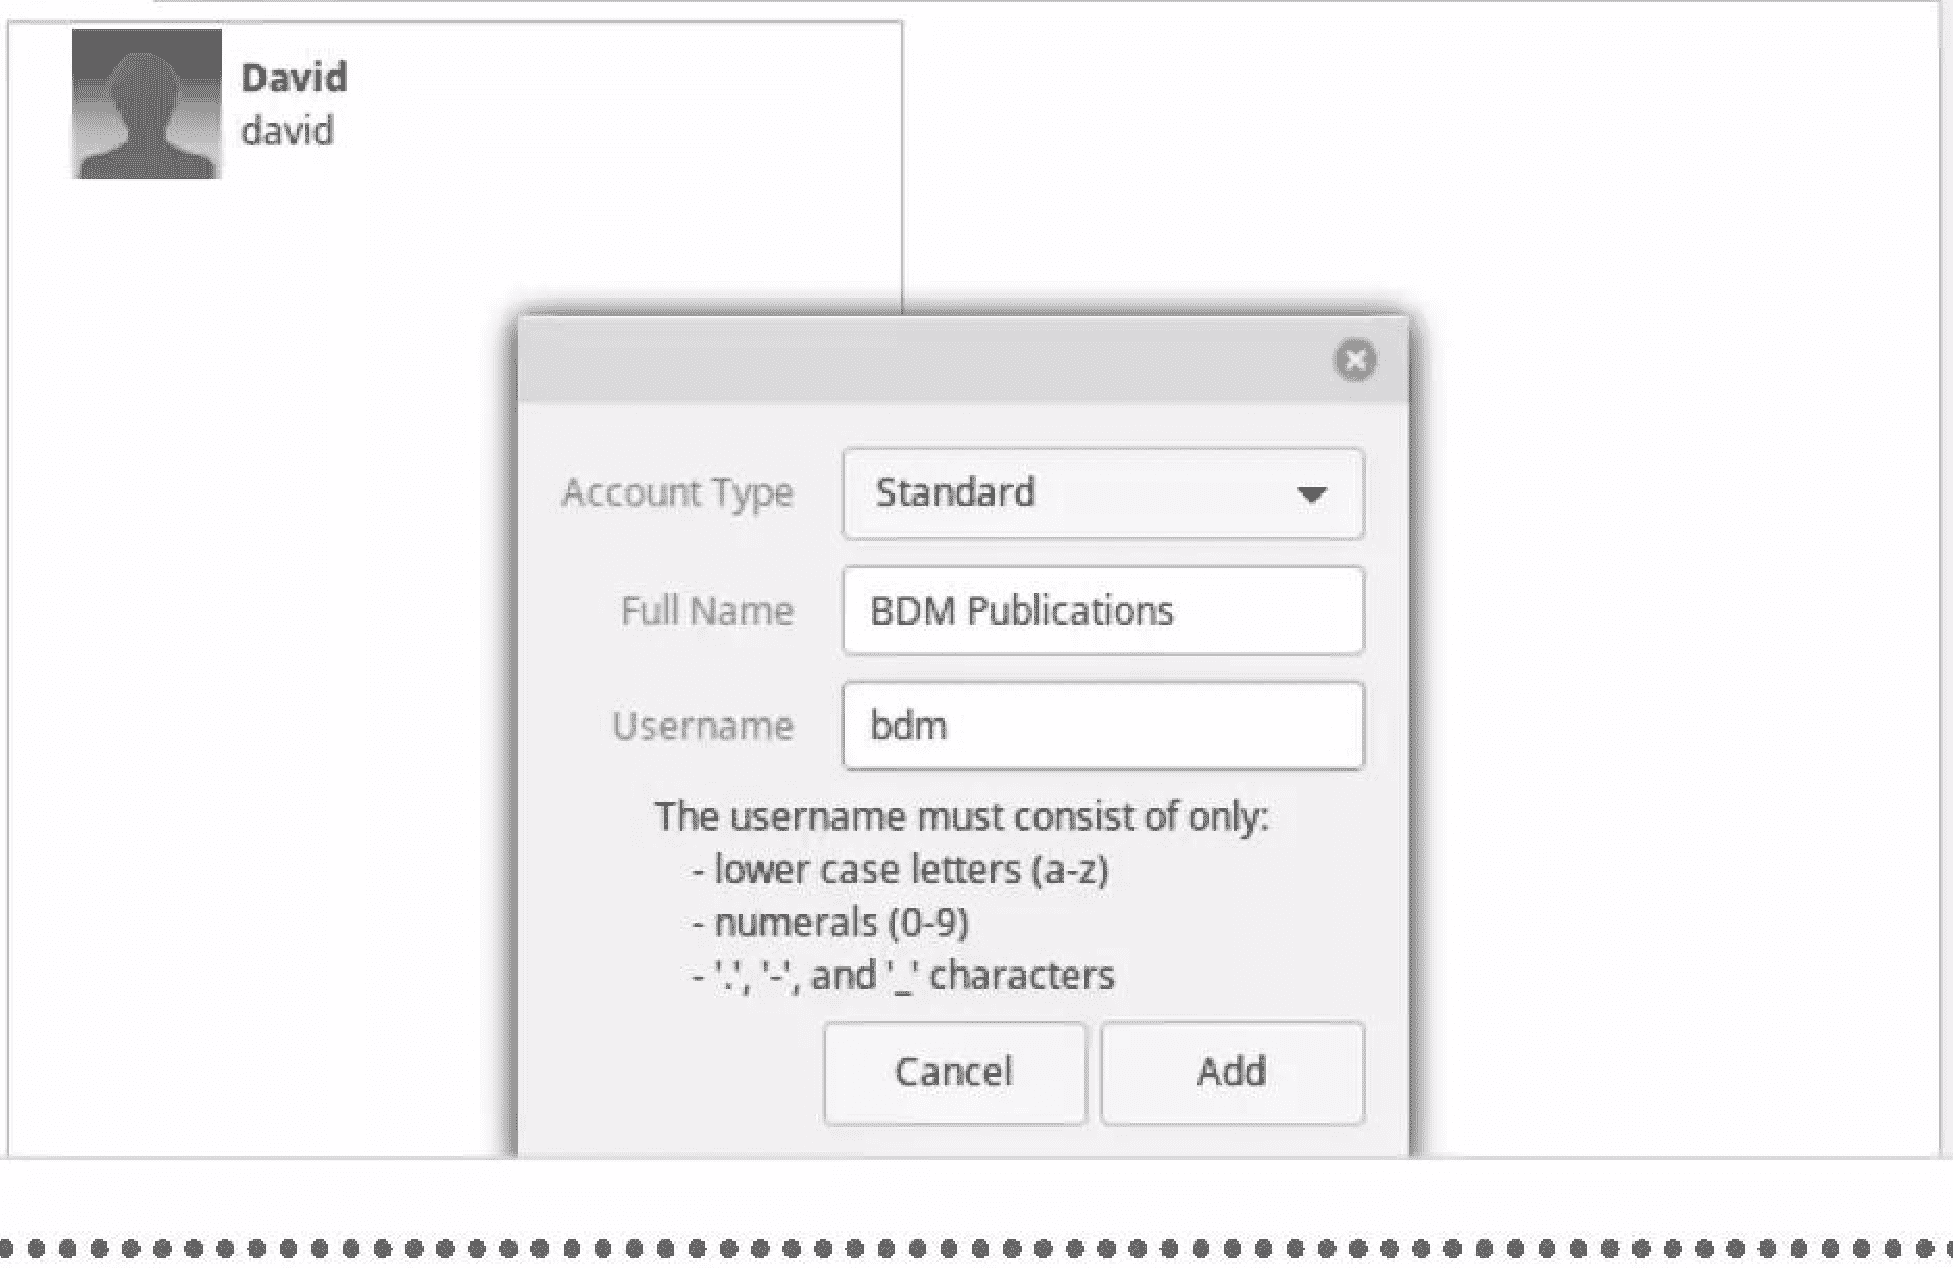 David
david
Account Type Standard
Full Name BDM Publications
Username bdm
The username must consist of only:
- lower case letters (a-z)
- numerals (0-9)
- '.', '-', and '_' characters
Cancel Add